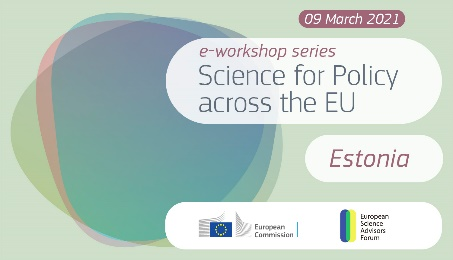 09 March 2021
e-workshop series
Science for Policy
across the EU
Estonia
European
Commission
European
Science
Advisors
Forum